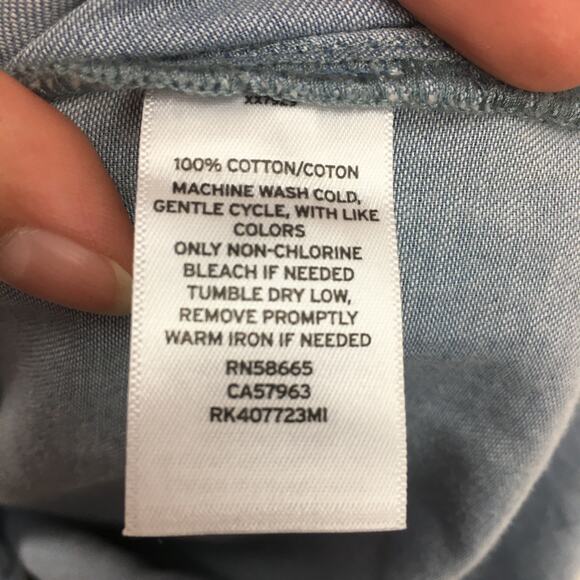 100% COTTON/COTON
MACHINE WASH COLD,
GENTLE CYCLE, WITH LIKE
COLORS
ONLY NON-CHLORINE
BLEACH IF NEEDED
TUMBLE DRY LOW,
REMOVE PROMPTLY
WARM IRON IF NEEDED
RN58665
CA57963
RK407723MI